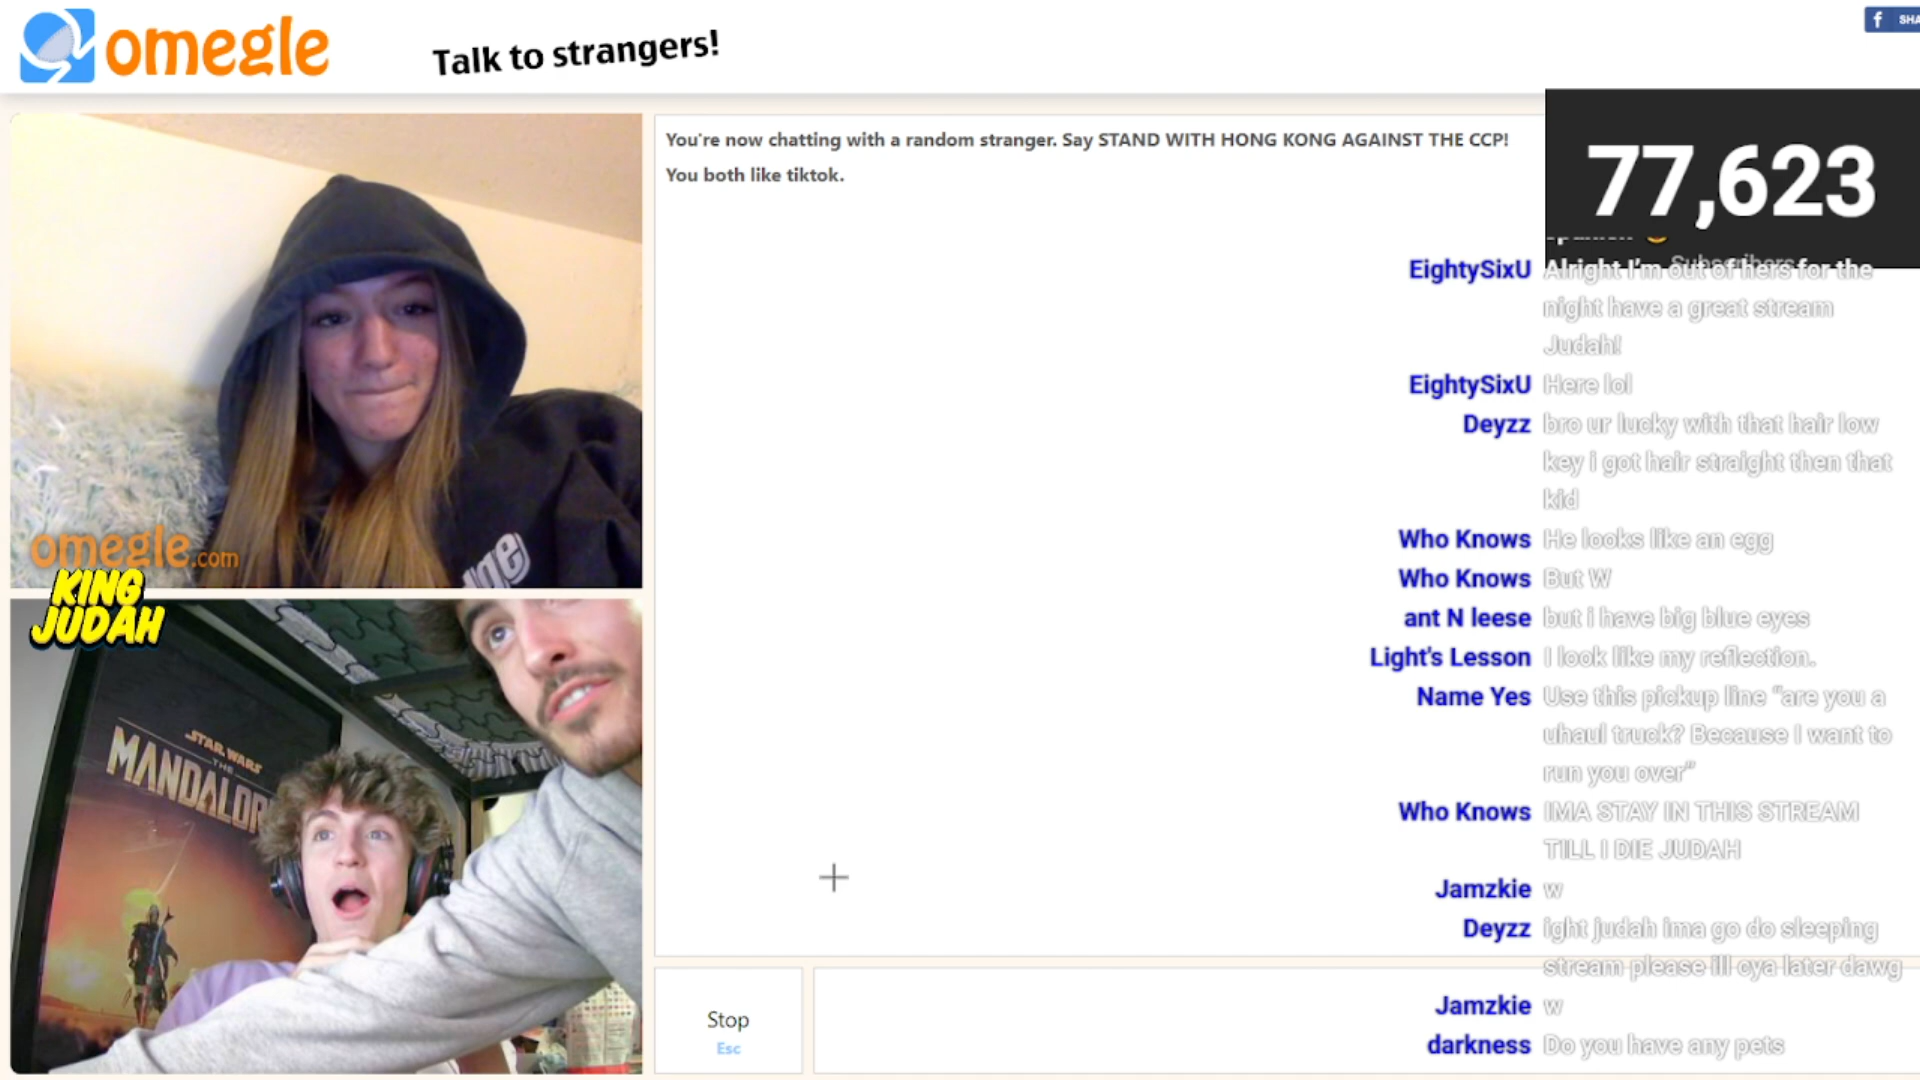 omegle
Talk to strangers!
f SHA
You're now chatting with a random stranger. Say STAND WITH HONG KONG AGAINST THE CCP!
You both like tiktok.
77,623
Subscribers
EightySixU Alright I'm out of hers for the
night have a great stream
Judah!
EightySixU Here lol
Deyzz bro ur lucky with that hair low
key i got hair straight then that
kid
Who Knows He looks like an egg
Who Knows But W
ant N leese but i have big blue eyes
Light's Lesson I look like my reflection.
Name Yes Use this pickup line "are you a
uhaul truck? Because I want to
run you over"
Who Knows IMA STAY IN THIS STREAM
TILL I DIE JUDAH
Jamzkie w
Deyzz ight judah ima go do sleeping
stream please ill cya later dawg
Jamzkie w
darkness Do you have any pets
omegle.com
KING
JUDAH
STAR WARS
THE
MANDALOR
Stop
Esc